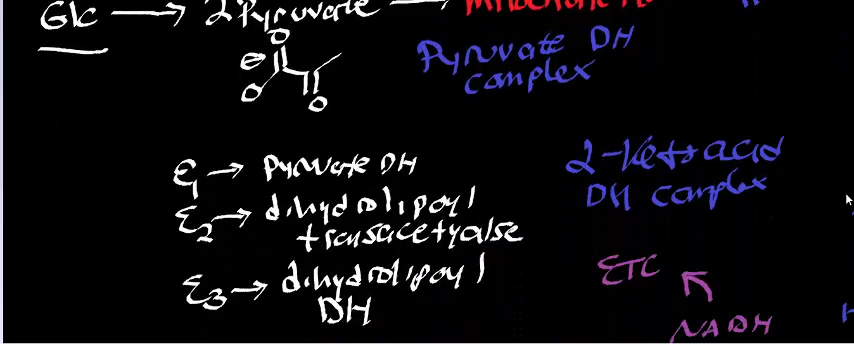 Glc → 2 Pyruvate →
Pyruvate DH
complex
E1 → Pyruvate DH
E2 → dihydrolipoyl
transacetyalse
E3 → dihydrolipoyl
DH
2-Keto acid
DH complex
ETC
NADH